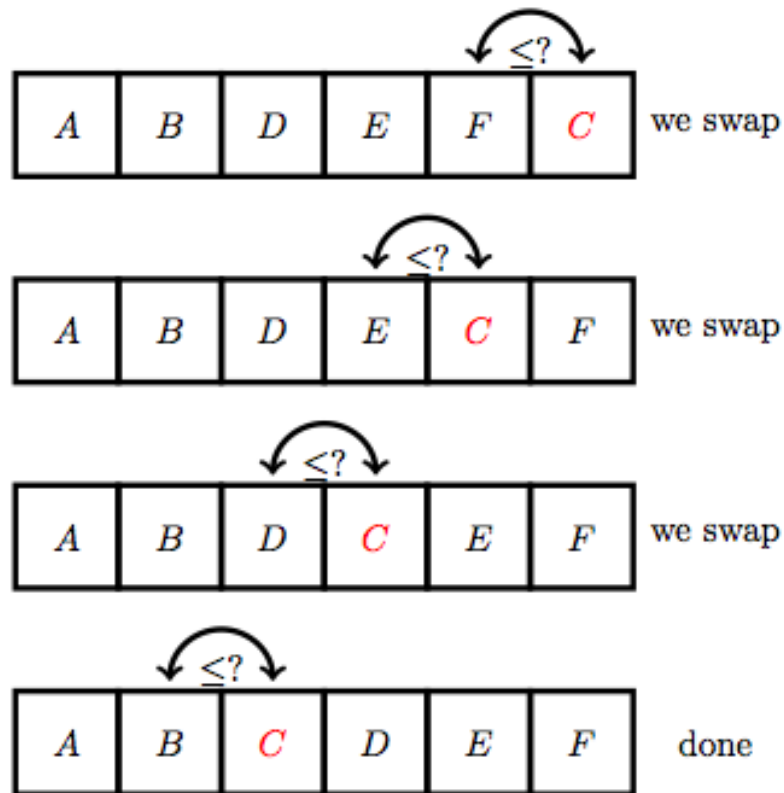 ≤?
A B D E F C we swap
≤?
A B D E C F we swap
≤?
A B D C E F we swap
≤?
A B C D E F done